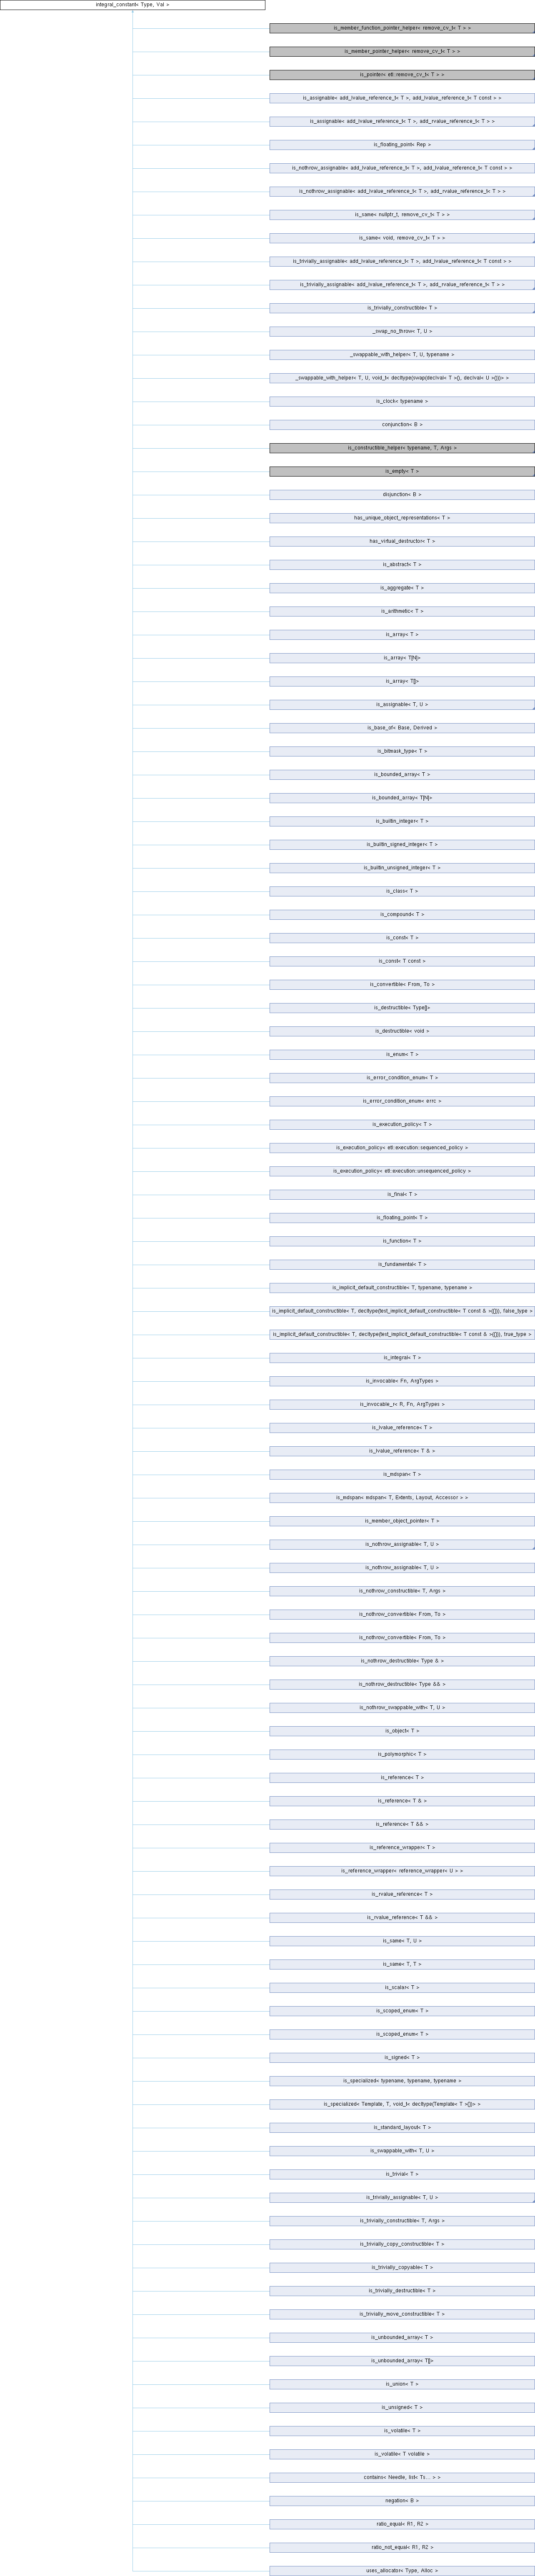 integral_constant< Type, Val >
is_member_function_pointer_helper< remove_cv_t< T > >
is_member_pointer_helper< remove_cv_t< T > >
is_pointer< etl::remove_cv_t< T > >
is_assignable< add_lvalue_reference_t< T >, add_lvalue_reference_t< T const > >
is_assignable< add_lvalue_reference_t< T >, add_rvalue_reference_t< T > >
is_floating_point< Rep >
is_nothrow_assignable< add_lvalue_reference_t< T >, add_lvalue_reference_t< T const > >
is_nothrow_assignable< add_lvalue_reference_t< T >, add_rvalue_reference_t< T > >
is_same< nullptr_t, remove_cv_t< T > >
is_same< void, remove_cv_t< T > >
is_trivially_assignable< add_lvalue_reference_t< T >, add_lvalue_reference_t< T const > >
is_trivially_assignable< add_lvalue_reference_t< T >, add_rvalue_reference_t< T > >
is_trivially_constructible< T >
_swap_no_throw< T, U >
_swappable_with_helper< T, U, typename >
_swappable_with_helper< T, U, void_t< decltype(swap(declval< T >(), declval< U >()))> >
is_clock< typename >
conjunction< B >
is_constructible_helper< typename, T, Args >
is_empty< T >
disjunction< B >
has_unique_object_representations< T >
has_virtual_destructor< T >
is_abstract< T >
is_aggregate< T >
is_arithmetic< T >
is_array< T >
is_array< T[N]>
is_array< T[]>
is_assignable< T, U >
is_base_of< Base, Derived >
is_bitmask_type< T >
is_bounded_array< T >
is_bounded_array< T[N]>
is_builtin_integer< T >
is_builtin_signed_integer< T >
is_builtin_unsigned_integer< T >
is_class< T >
is_compound< T >
is_const< T >
is_const< T const >
is_convertible< From, To >
is_destructible< Type[]>
is_destructible< void >
is_enum< T >
is_error_condition_enum< T >
is_error_condition_enum< errc >
is_execution_policy< T >
is_execution_policy< etl::execution::sequenced_policy >
is_execution_policy< etl::execution::unsequenced_policy >
is_final< T >
is_floating_point< T >
is_function< T >
is_fundamental< T >
is_implicit_default_constructible< T, typename, typename >
is_implicit_default_constructible< T, decltype(test_implicit_default_constructible< T const & >({})), false_type >
is_implicit_default_constructible< T, decltype(test_implicit_default_constructible< T const & >({})), true_type >
is_integral< T >
is_invocable< Fn, ArgTypes >
is_invocable_r< R, Fn, ArgTypes >
is_lvalue_reference< T >
is_lvalue_reference< T & >
is_mdspan< T >
is_mdspan< mdspan< T, Extents, Layout, Accessor > >
is_member_object_pointer< T >
is_nothrow_assignable< T, U >
is_nothrow_assignable< T, U >
is_nothrow_constructible< T, Args >
is_nothrow_convertible< From, To >
is_nothrow_convertible< From, To >
is_nothrow_destructible< Type & >
is_nothrow_destructible< Type && >
is_nothrow_swappable_with< T, U >
is_object< T >
is_polymorphic< T >
is_reference< T >
is_reference< T & >
is_reference< T && >
is_reference_wrapper< T >
is_reference_wrapper< reference_wrapper< U > >
is_rvalue_reference< T >
is_rvalue_reference< T && >
is_same< T, U >
is_same< T, T >
is_scalar< T >
is_scoped_enum< T >
is_scoped_enum< T >
is_signed< T >
is_specialized< typename, typename, typename >
is_specialized< Template, T, void_t< decltype(Template< T >{})> >
is_standard_layout< T >
is_swappable_with< T, U >
is_trivial< T >
is_trivially_assignable< T, U >
is_trivially_constructible< T, Args >
is_trivially_copy_constructible< T >
is_trivially_copyable< T >
is_trivially_destructible< T >
is_trivially_move_constructible< T >
is_unbounded_array< T >
is_unbounded_array< T[]>
is_union< T >
is_unsigned< T >
is_volatile< T >
is_volatile< T volatile >
contains< Needle, list< Ts... > >
negation< B >
ratio_equal< R1, R2 >
ratio_not_equal< R1, R2 >
uses_allocator< Type, Alloc >